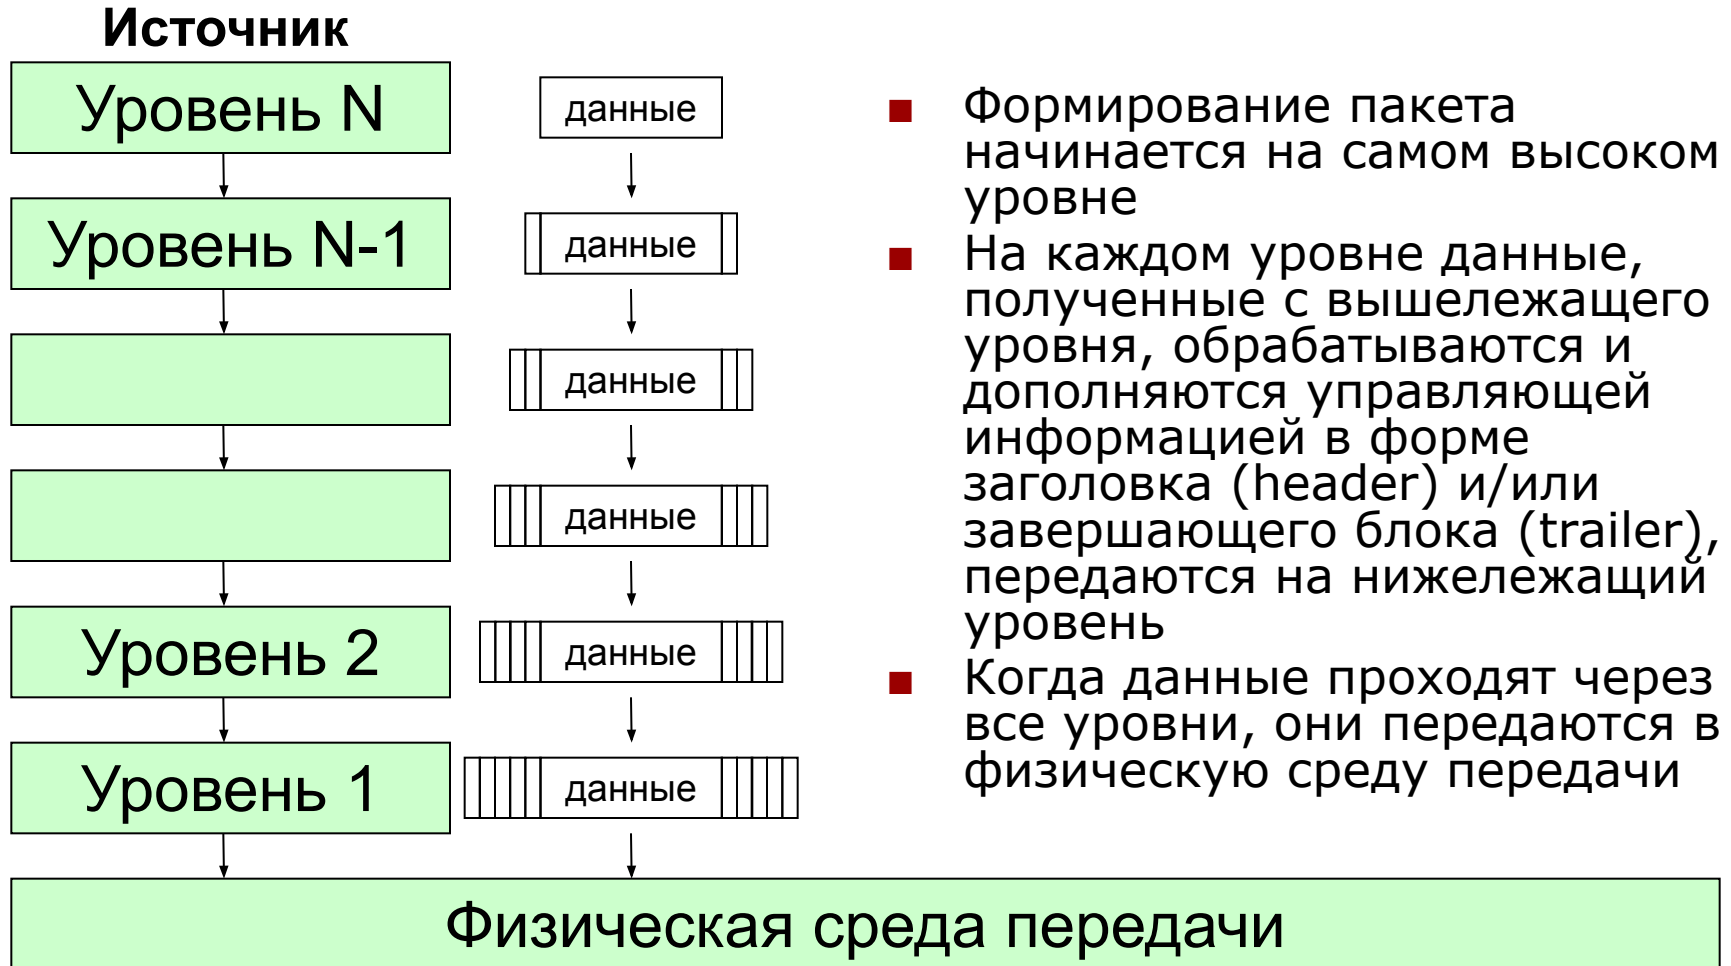 Источник
Уровень N
данные
Уровень N-1
данные
данные
данные
Уровень 2
данные
Уровень 1
данные
Формирование пакета
начинается на самом высоком
уровне
На каждом уровне данные,
полученные с вышележащего
уровня, обрабатываются и
дополняются управляющей
информацией в форме
заголовка (header) и/или
завершающего блока (trailer),
передаются на нижележащий
уровень
Когда данные проходят через
все уровни, они передаются в
физическую среду передачи
Физическая среда передачи